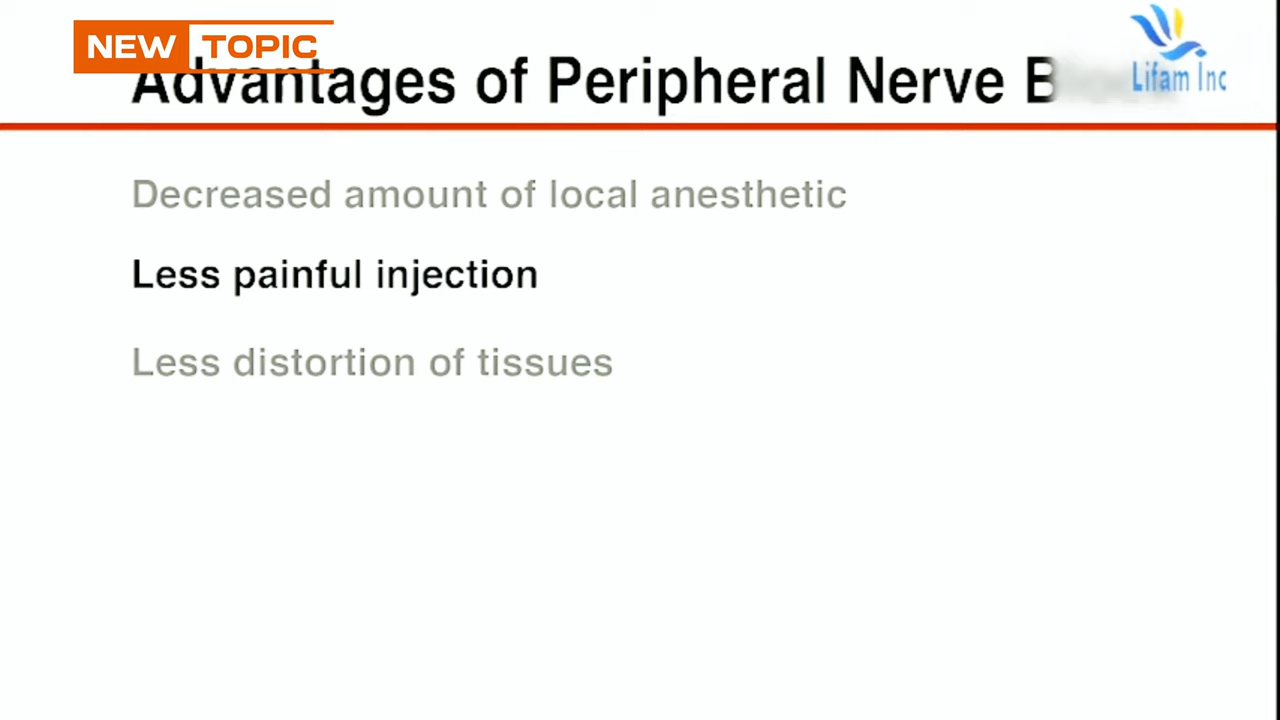 NEW TOPIC
Advantages of Peripheral Nerve
Lifam Inc
Decreased amount of local anesthetic
Less painful injection
Less distortion of tissues